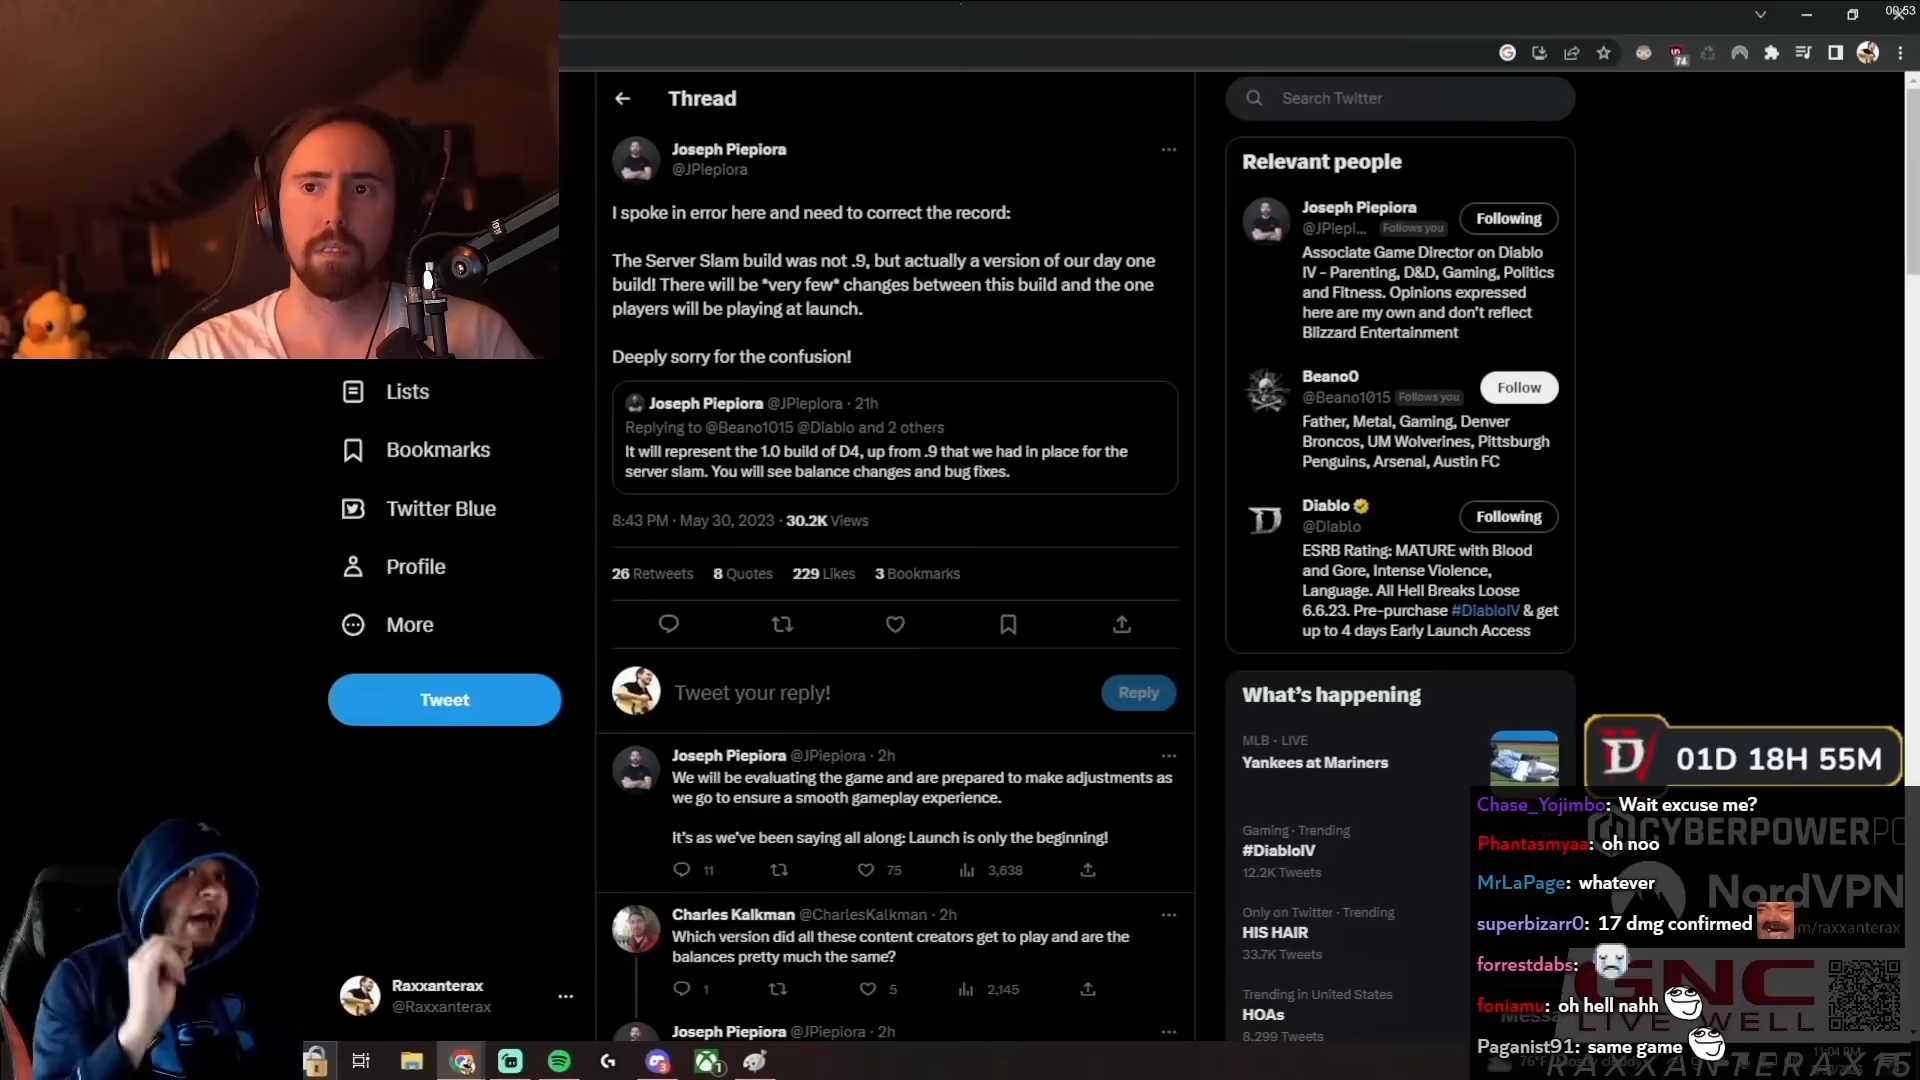 00:53
74
Thread
Search Twitter
Joseph Piepiora
@JPiepiora
I spoke in error here and need to correct the record:
The Server Slam build was not .9, but actually a version of our day one
build! There will be *very few* changes between this build and the one
players will be playing at launch.
Deeply sorry for the confusion!
Joseph Piepiora @JPiepiora · 21h
Replying to @Beano1015 @Diablo and 2 others
It will represent the 1.0 build of D4, up from .9 that we had in place for the
server slam. You will see balance changes and bug fixes.
8:43 PM · May 30, 2023 · 30.2K Views
26 Retweets 8 Quotes 229 Likes 3 Bookmarks
Tweet your reply!
Reply
Joseph Piepiora @JPiepiora · 2h
We will be evaluating the game and are prepared to make adjustments as
we go to ensure a smooth gameplay experience.
It's as we've been saying all along: Launch is only the beginning!
11 75 3,638
Charles Kalkman @CharlesKalkman · 2h
Which version did all these content creators get to play and are the
balances pretty much the same?
1 5 2,145
Joseph Piepiora @JPiepiora · 2h
Lists
Bookmarks
Twitter Blue
Profile
More
Tweet
Raxxanterax
@Raxxanterax
Relevant people
Joseph Piepiora
@JPiepi... Follows you
Following
Associate Game Director on Diablo
IV - Parenting, D&D, Gaming, Politics
and Fitness. Opinions expressed
here are my own and don't reflect
Blizzard Entertainment
Beano0
@Beano1015 Follows you
Follow
Father, Metal, Gaming, Denver
Broncos, UM Wolverines, Pittsburgh
Penguins, Arsenal, Austin FC
Diablo
@Diablo
Following
ESRB Rating: MATURE with Blood
and Gore, Intense Violence,
Language. All Hell Breaks Loose
6.6.23. Pre-purchase #DiabloIV & get
up to 4 days Early Launch Access
What's happening
MLB · LIVE
Yankees at Mariners
Gaming · Trending
#DiabloIV
12.2K Tweets
Only on Twitter · Trending
HIS HAIR
33.7K Tweets
Trending in United States
HOAs
8,299 Tweets
01D 18H 55M
Chase_Yojimbo: Wait excuse me?
CYBERPOWERPC
Phantasmyaa: oh noo
MrLaPage: whatever
NordVPN
superbizarr0: 17 dmg confirmed
/raxxanterax
forrestdabs:
GNC
foniamu: oh hell nahh
LIVE WELL
Paganist91: same game
11:04 PM
RAXXANTERAX15